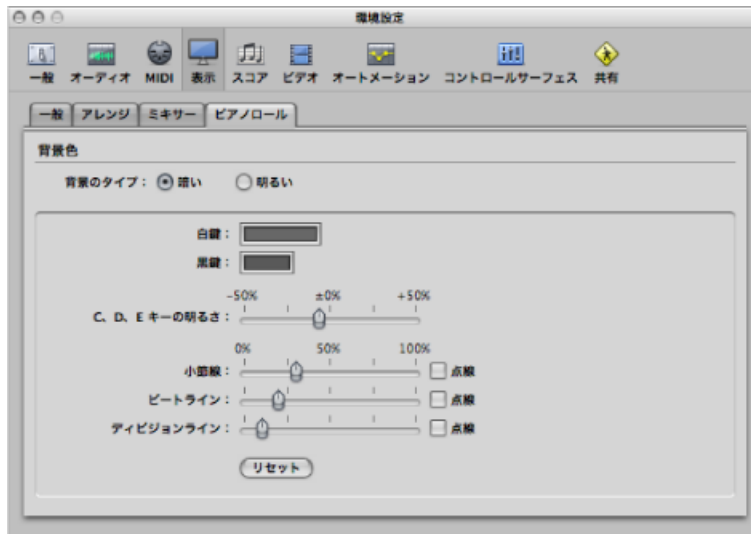 環境設定
一般 オーディオ MIDI 表示 スコア ビデオ オートメーション コントロールサーフェス 共有
一般 アレンジ ミキサー ピアノロール
背景色
背景のタイプ： 暗い 明るい
白鍵：
黒鍵：
-50% ±0% +50%
C、D、E キーの明るさ：
0% 50% 100%
小節線： 点線
ビートライン： 点線
ディビジョンライン： 点線
リセット